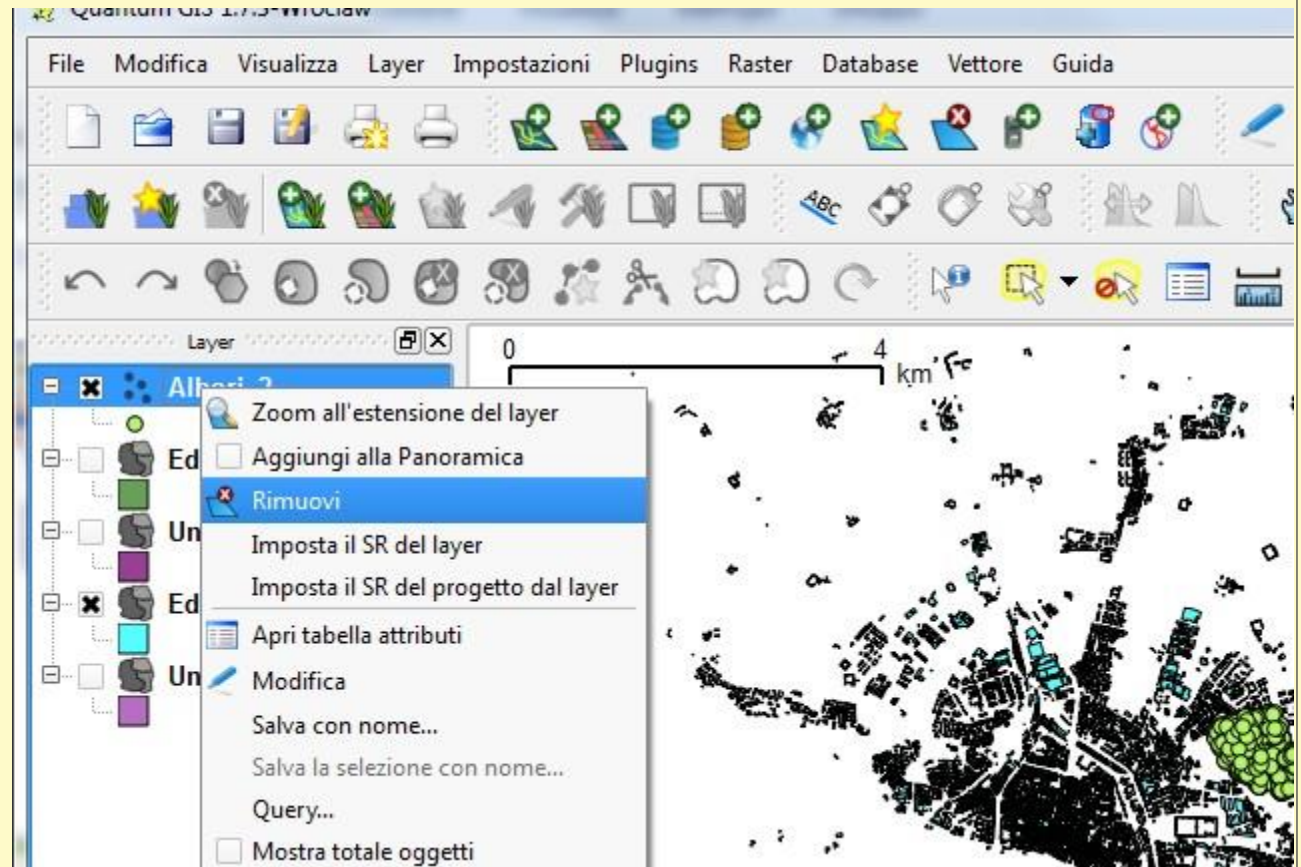 Quantum GIS 1.7.3-Wroclaw
File Modifica Visualizza Layer Impostazioni Plugins Raster Database Vettore Guida
ABC
Layer
0 4 km
Zoom all'estensione del layer
Ed
Aggiungi alla Panoramica
Rimuovi
Un
Imposta il SR del layer
Imposta il SR del progetto dal layer
Ed
Apri tabella attributi
Un
Modifica
Salva con nome...
Salva la selezione con nome...
Query...
Mostra totale oggetti